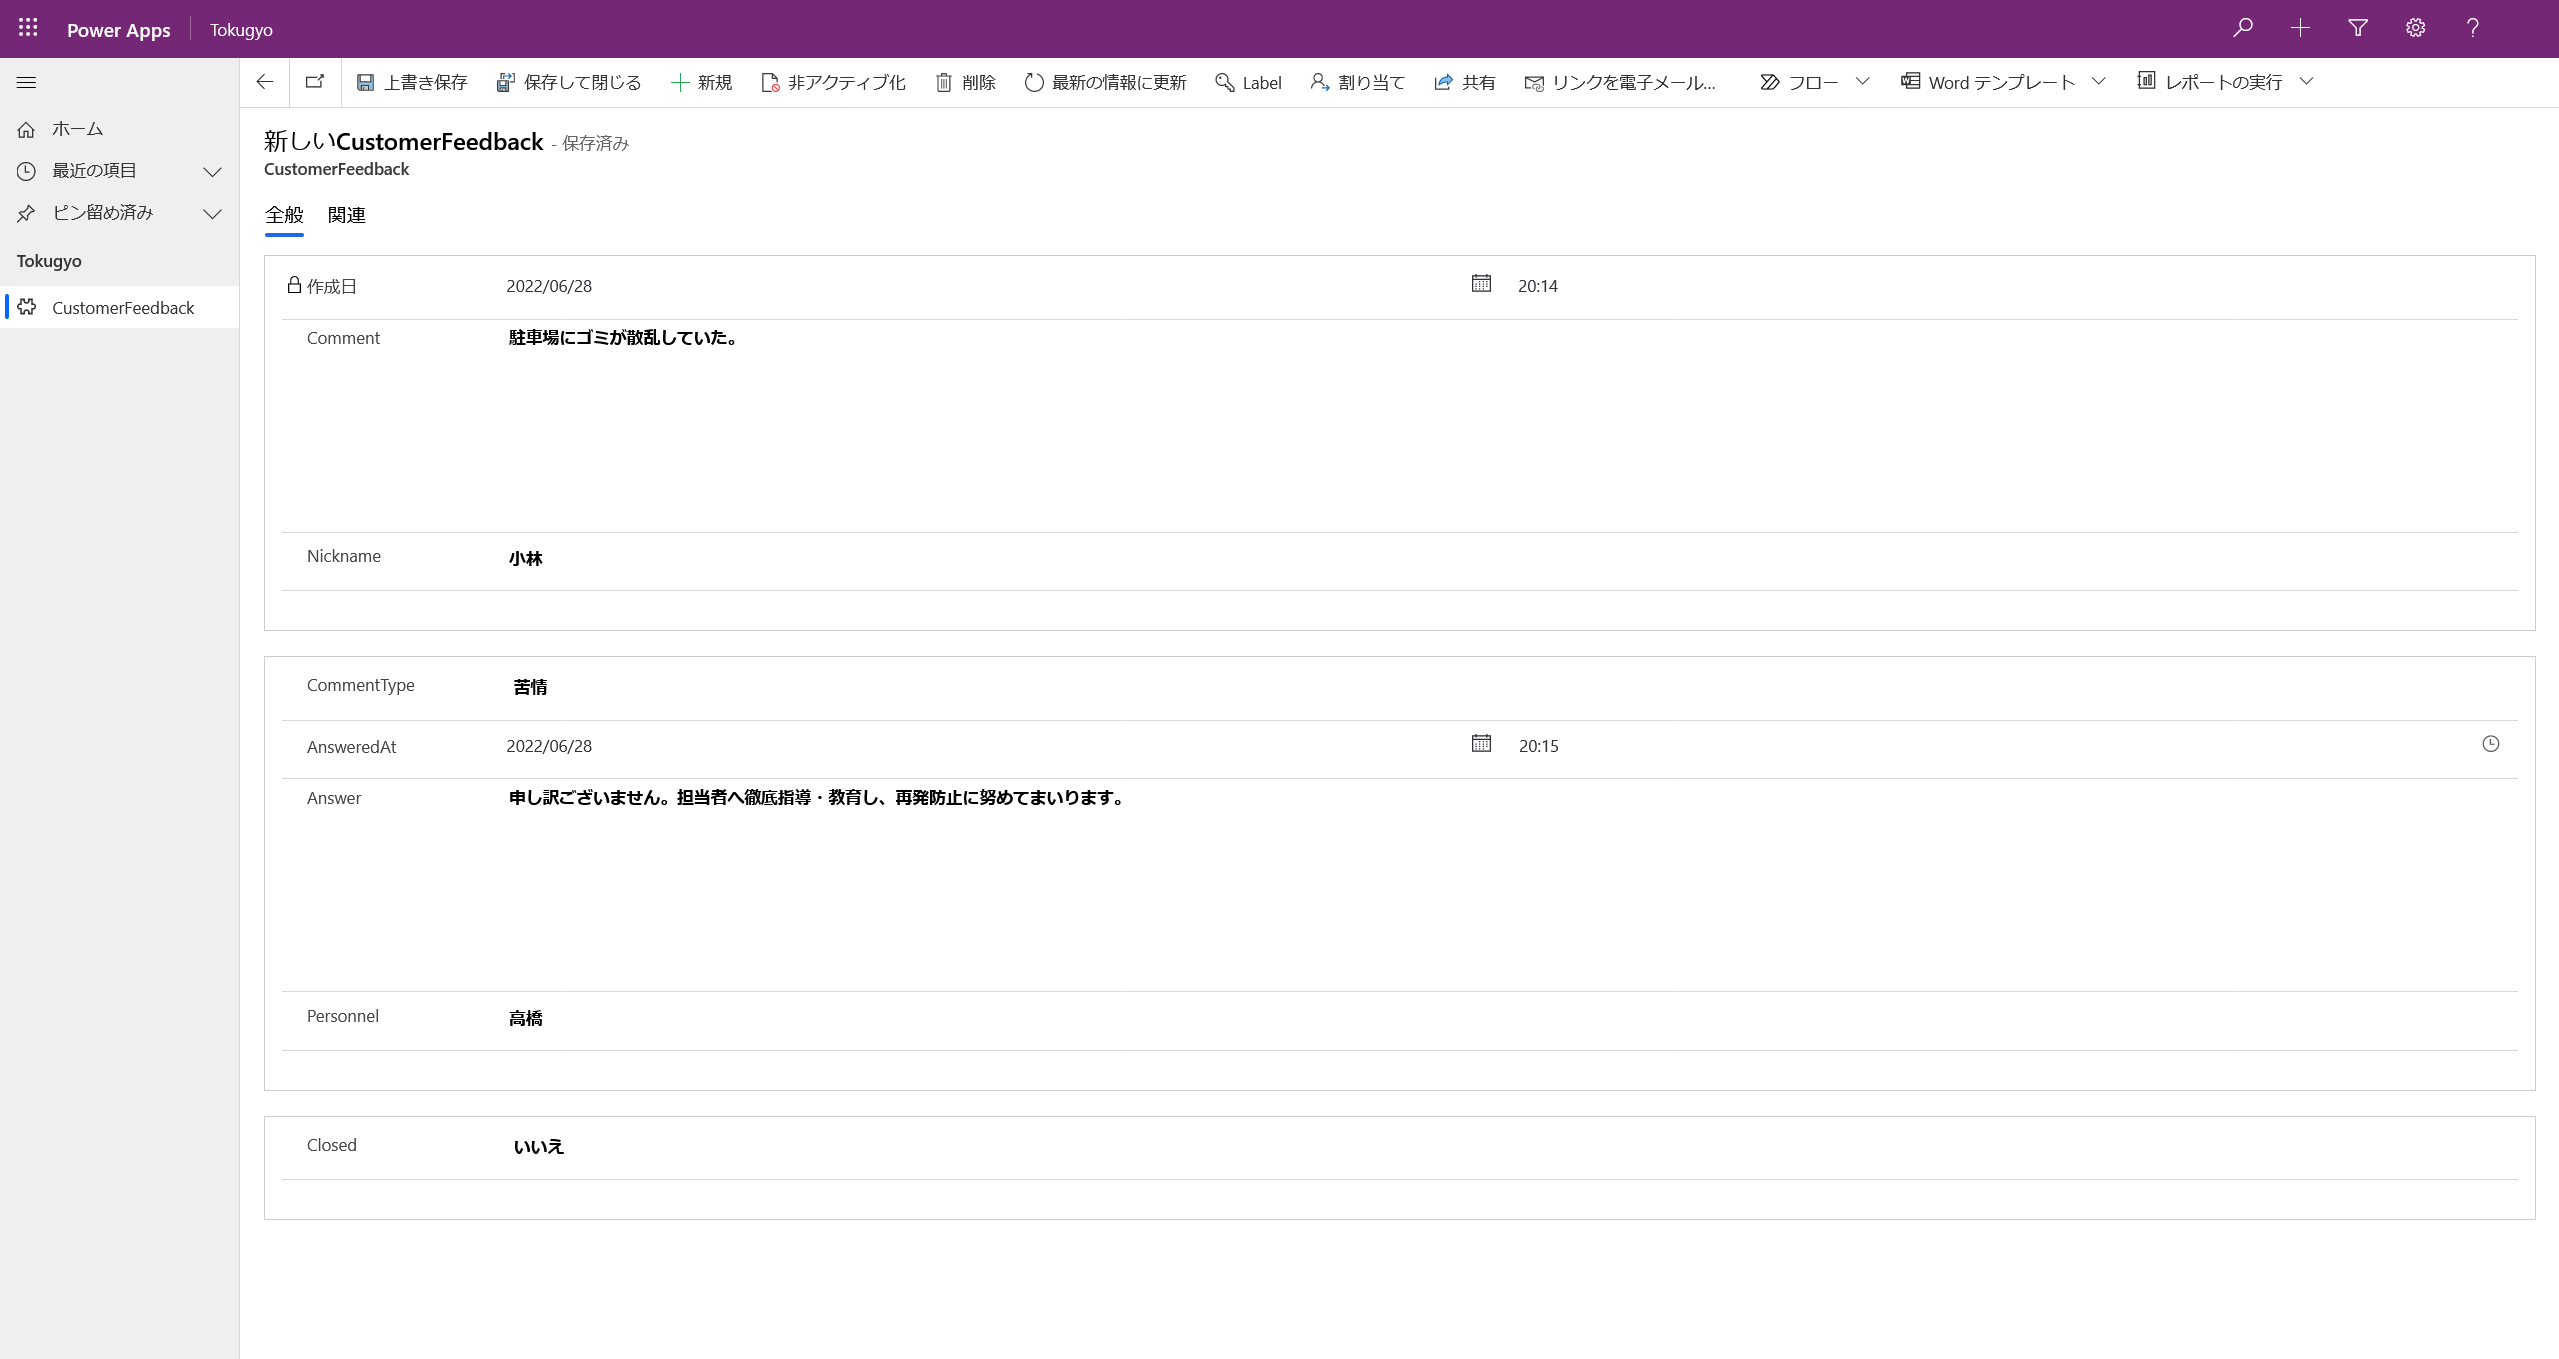 Power Apps Tokugyo
上書き保存 保存して閉じる 新規 非アクティブ化 削除 最新の情報に更新 Label 割り当て 共有 リンクを電子メール... フロー Word テンプレート レポートの実行
ホーム
最近の項目
ピン留め済み
Tokugyo
CustomerFeedback
新しいCustomerFeedback - 保存済み
CustomerFeedback
全般 関連
作成日 2022/06/28 20:14
Comment 駐車場にゴミが散乱していた。
Nickname 小林
CommentType 苦情
AnsweredAt 2022/06/28 20:15
Answer 申し訳ございません。担当者へ徹底指導・教育し、再発防止に努めてまいります。
Personnel 高橋
Closed いいえ